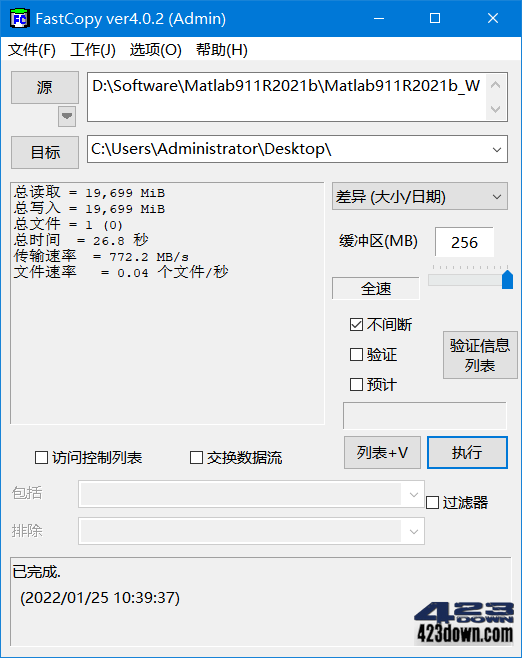 FastCopy ver4.0.2 (Admin)
文件(F) 工作(J) 选项(O) 帮助(H)
源
D:\Software\Matlab911R2021b\Matlab911R2021b_W
目标
C:\Users\Administrator\Desktop\
总读取 = 19,699 MiB
总写入 = 19,699 MiB
总文件 = 1 (0)
总时间 = 26.8 秒
传输速率 = 772.2 MB/s
文件速率 = 0.04 个文件/秒
差异 (大小/日期)
缓冲区(MB) 256
全速
不间断
验证
预计
验证信息
列表
列表+V 执行
访问控制列表 交换数据流
包括
过滤器
排除
已完成.
(2022/01/25 10:39:37)
423
DOWN
423down.com